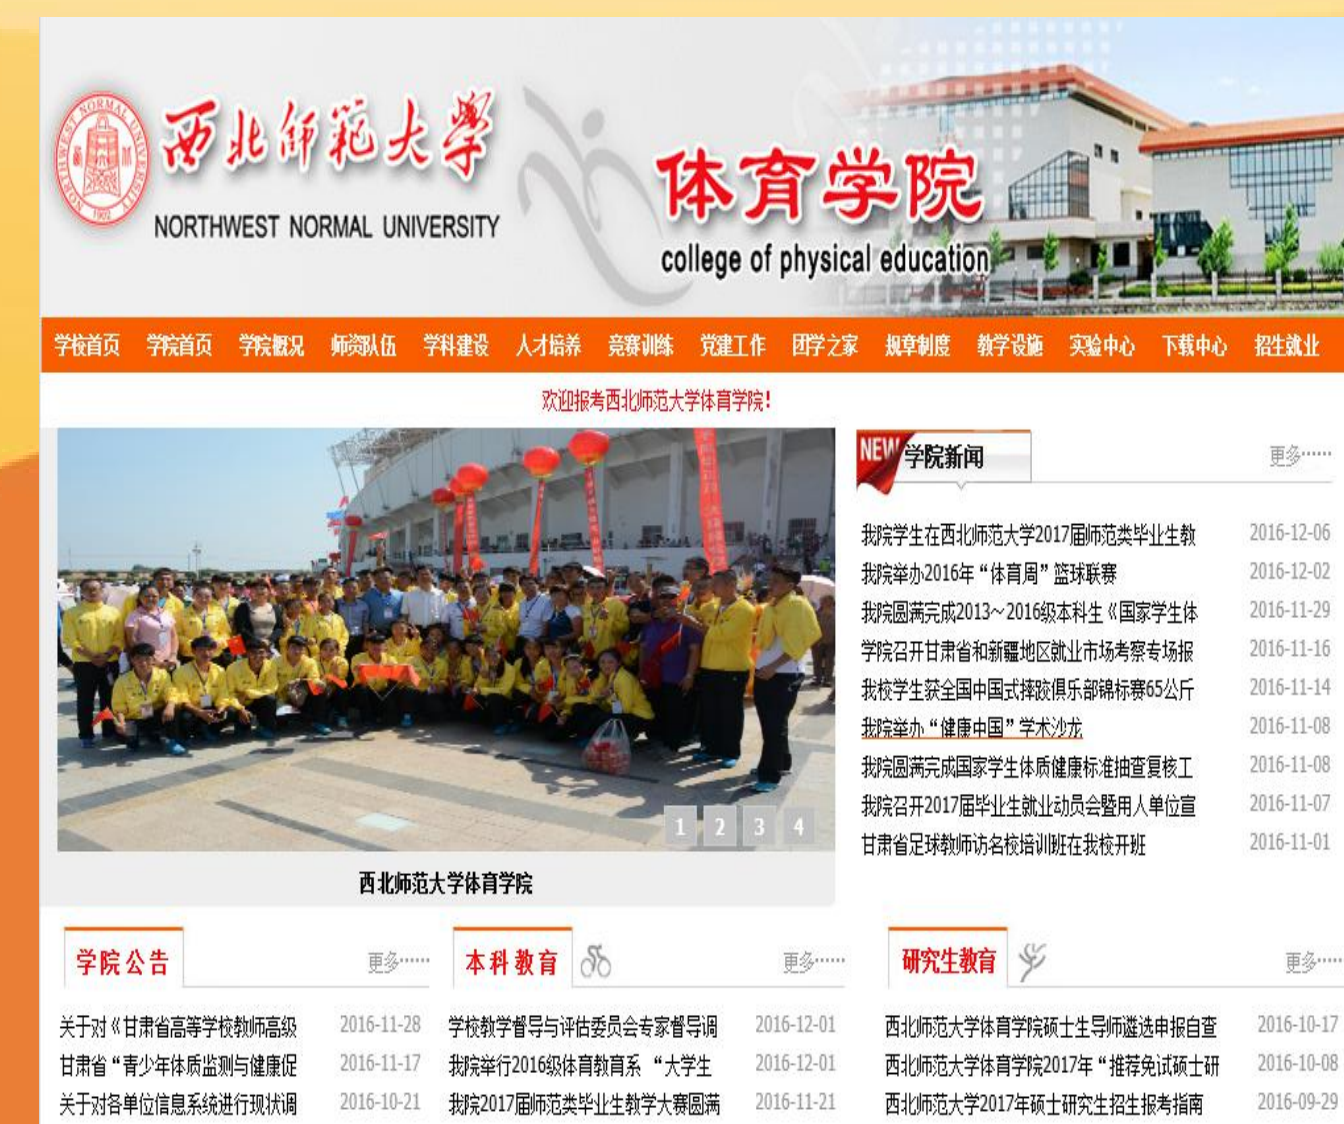 西北师范大学
NORTHWEST NORMAL UNIVERSITY
体育学院
college of physical education
学校首页 学院首页 学院概况 师资队伍 学科建设 人才培养 竞赛训练 党建工作 团学之家 规章制度 教学设施 实验中心 下载中心 招生就业
欢迎报考西北师范大学体育学院!
NEW 学院新闻 更多……
我院学生在西北师范大学2017届师范类毕业生教 2016-12-06
我院举办2016年“体育周”篮球联赛 2016-12-02
我院圆满完成2013～2016级本科生《国家学生体 2016-11-29
学院召开甘肃省和新疆地区就业市场考察专场报 2016-11-16
我校学生获全国中国式摔跤俱乐部锦标赛65公斤 2016-11-14
我院举办“健康中国”学术沙龙 2016-11-08
我院圆满完成国家学生体质健康标准抽查复核工 2016-11-08
我院召开2017届毕业生就业动员会暨用人单位宣 2016-11-07
甘肃省足球教师访名校培训班在我校开班 2016-11-01
1 2 3 4
西北师范大学体育学院
学院公告 更多……
关于对《甘肃省高等学校教师高级 2016-11-28
甘肃省“青少年体质监测与健康促 2016-11-17
关于对各单位信息系统进行现状调 2016-10-21
本科教育 更多……
学校教学督导与评估委员会专家督导调 2016-12-01
我院举行2016级体育教育系 “大学生 2016-12-01
我院2017届师范类毕业生教学大赛圆满 2016-11-21
研究生教育 更多……
西北师范大学体育学院硕士生导师遴选申报自查 2016-10-17
西北师范大学体育学院2017年“推荐免试硕士研 2016-10-08
西北师范大学2017年硕士研究生招生报考指南 2016-09-29